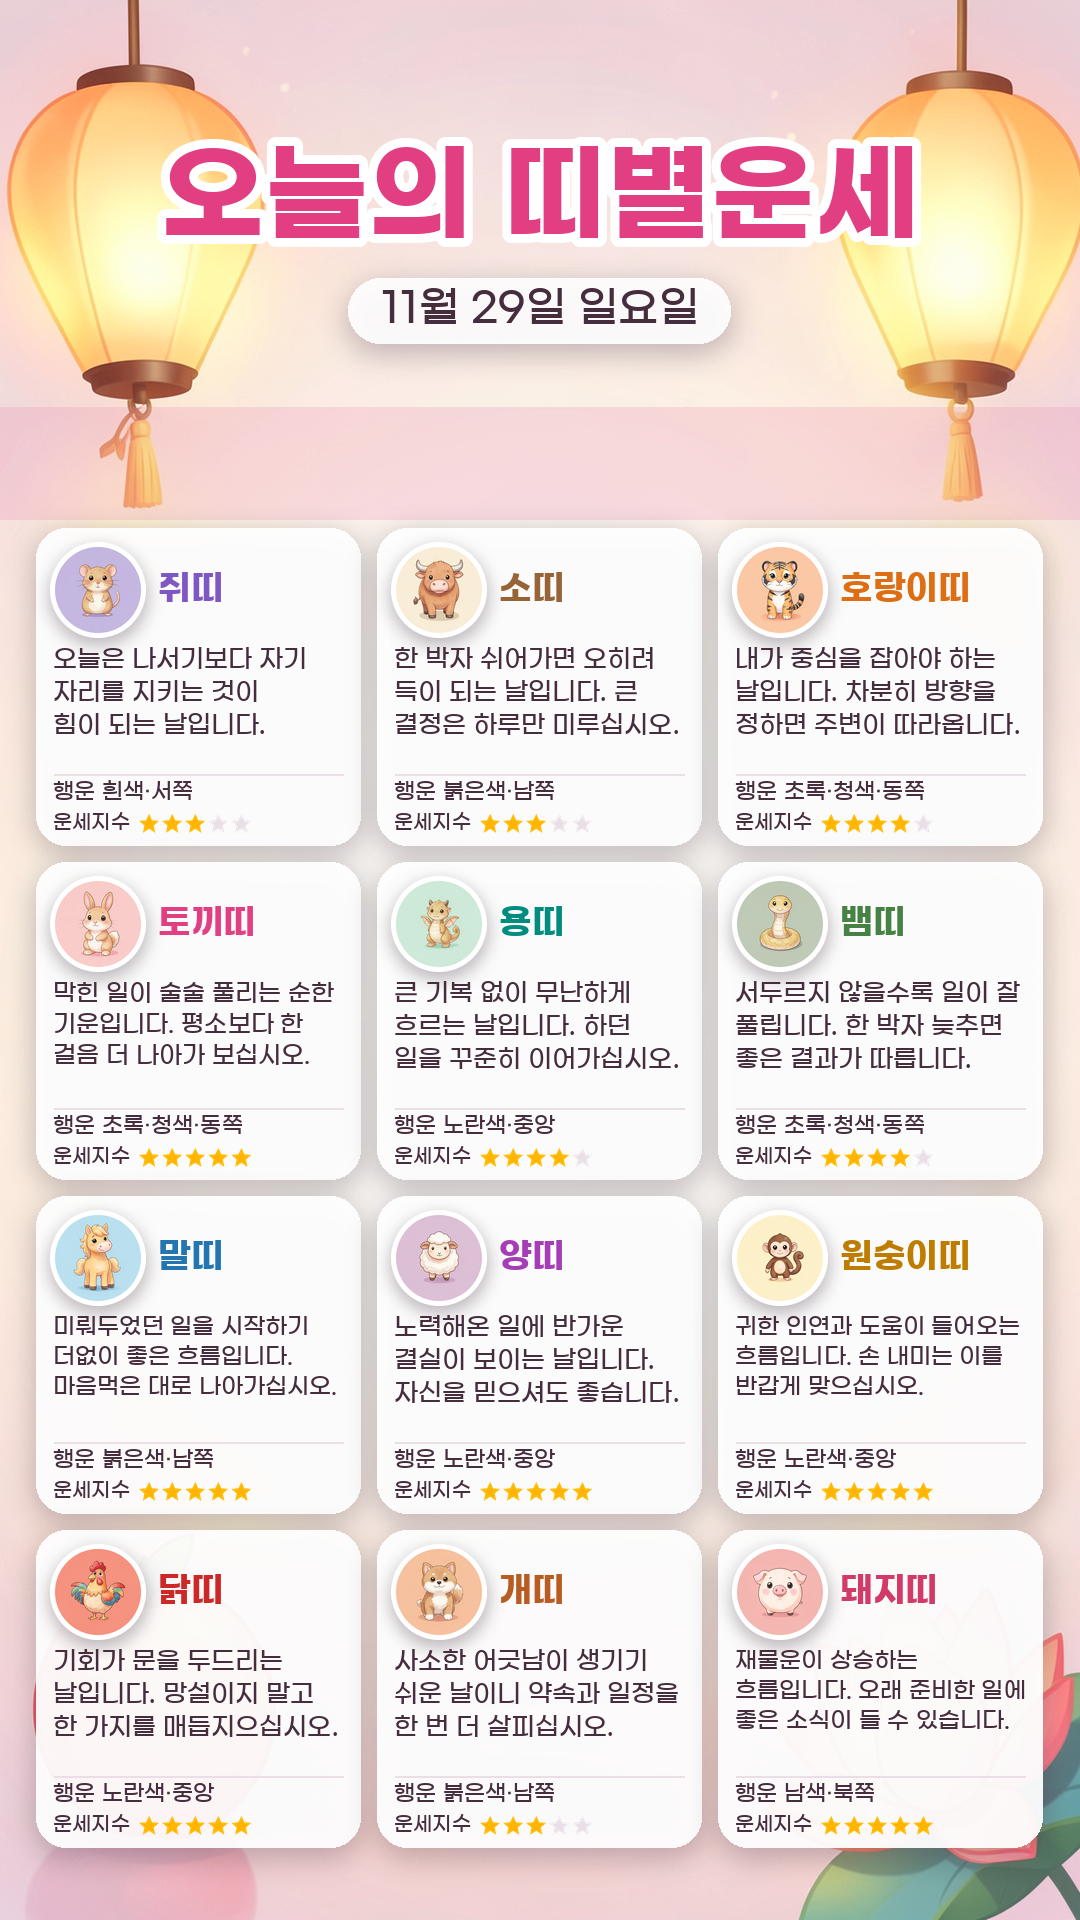 오늘의 띠별운세
11월 29일 일요일
쥐띠
오늘은 나서기보다 자기
자리를 지키는 것이
힘이 되는 날입니다.
행운 흰색·서쪽
운세지수 ★★★★★
소띠
한 박자 쉬어가면 오히려
득이 되는 날입니다. 큰
결정은 하루만 미루십시오.
행운 붉은색·남쪽
운세지수 ★★★★★
호랑이띠
내가 중심을 잡아야 하는
날입니다. 차분히 방향을
정하면 주변이 따라옵니다.
행운 초록·청색·동쪽
운세지수 ★★★★★
토끼띠
막힌 일이 술술 풀리는 순한
기운입니다. 평소보다 한
걸음 더 나아가 보십시오.
행운 초록·청색·동쪽
운세지수 ★★★★★
용띠
큰 기복 없이 무난하게
흐르는 날입니다. 하던
일을 꾸준히 이어가십시오.
행운 노란색·중앙
운세지수 ★★★★★
뱀띠
서두르지 않을수록 일이 잘
풀립니다. 한 박자 늦추면
좋은 결과가 따릅니다.
행운 초록·청색·동쪽
운세지수 ★★★★★
말띠
미뤄두었던 일을 시작하기
더없이 좋은 흐름입니다.
마음먹은 대로 나아가십시오.
행운 붉은색·남쪽
운세지수 ★★★★★
양띠
노력해온 일에 반가운
결실이 보이는 날입니다.
자신을 믿으셔도 좋습니다.
행운 노란색·중앙
운세지수 ★★★★★
원숭이띠
귀한 인연과 도움이 들어오는
흐름입니다. 손 내미는 이를
반갑게 맞으십시오.
행운 노란색·중앙
운세지수 ★★★★★
닭띠
기회가 문을 두드리는
날입니다. 망설이지 말고
한 가지를 매듭지으십시오.
행운 노란색·중앙
운세지수 ★★★★★
개띠
사소한 어긋남이 생기기
쉬운 날이니 약속과 일정을
한 번 더 살피십시오.
행운 붉은색·남쪽
운세지수 ★★★★★
돼지띠
재물운이 상승하는
흐름입니다. 오래 준비한 일에
좋은 소식이 들 수 있습니다.
행운 남색·북쪽
운세지수 ★★★★★